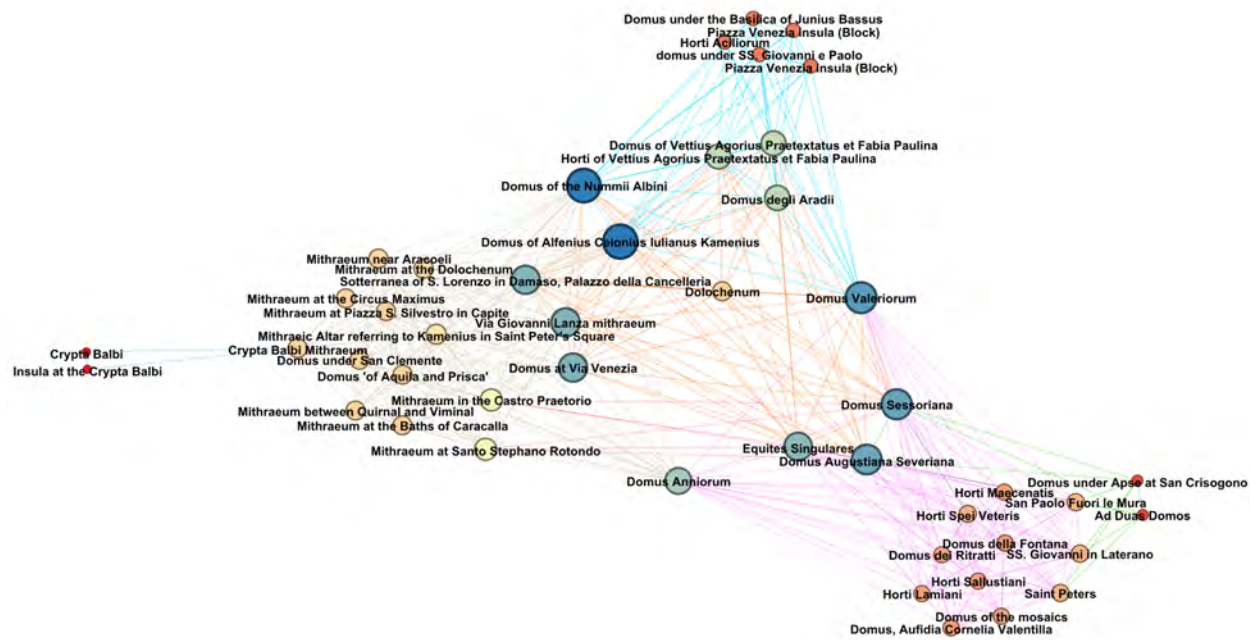 Domus under the Basilica of Junius Bassus
Piazza Venezia Insula (Block)
Horti Aciliorum
domus under SS. Giovanni e Paolo
Piazza Venezia Insula (Block)
Domus of Vettius Agorius Praetextatus et Fabia Paulina
Horti of Vettius Agorius Praetextatus et Fabia Paulina
Domus of the Nummii Albini
Domus degli Aradii
Domus of Alfenius Ceionius Iulianus Kamenius
Mithraeum near Aracoeli
Mithraeum at the Dolochenum
Sotterranea of S. Lorenzo in Damaso, Palazzo della Cancelleria
Dolochenum
Mithraeum at the Circus Maximus
Domus Valeriorum
Mithraeum at Piazza S. Silvestro in Capite
Via Giovanni Lanza mithraeum
Mithraeic Altar referring to Kamenius in Saint Peter's Square
Crypta Balbi
Crypta Balbi Mithraeum
Domus under San Clemente
Insula at the Crypta Balbi
Domus at Via Venezia
Domus 'of Aquila and Prisca'
Mithraeum in the Castro Praetorio
Domus Sessoriana
Mithraeum between Quirnal and Viminal
Mithraeum at the Baths of Caracalla
Mithraeum at Santo Stephano Rotondo
Equites Singulares
Domus Augustiana Severiana
Domus Anniorum
Domus under Apse at San Crisogono
Horti Maecenatis
San Paolo Fuori le Mura
Horti Spei Veteris
Ad Duas Domos
Domus della Fontana
Domus dei Ritratti
SS. Giovanni in Laterano
Horti Sallustiani
Horti Lamiani
Saint Peters
Domus of the mosaics
Domus, Aufidia Cornelia Valentilla